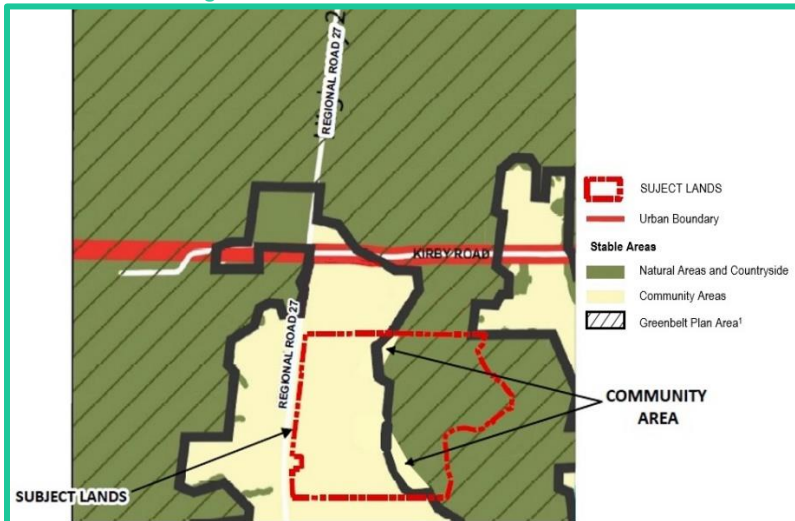 REGIONAL ROAD 27
KIRBY ROAD
REGIONAL ROAD 27
SUBJECT LANDS
COMMUNITY
AREA
SUJECT LANDS
Urban Boundary
Stable Areas
Natural Areas and Countryside
Community Areas
Greenbelt Plan Area¹